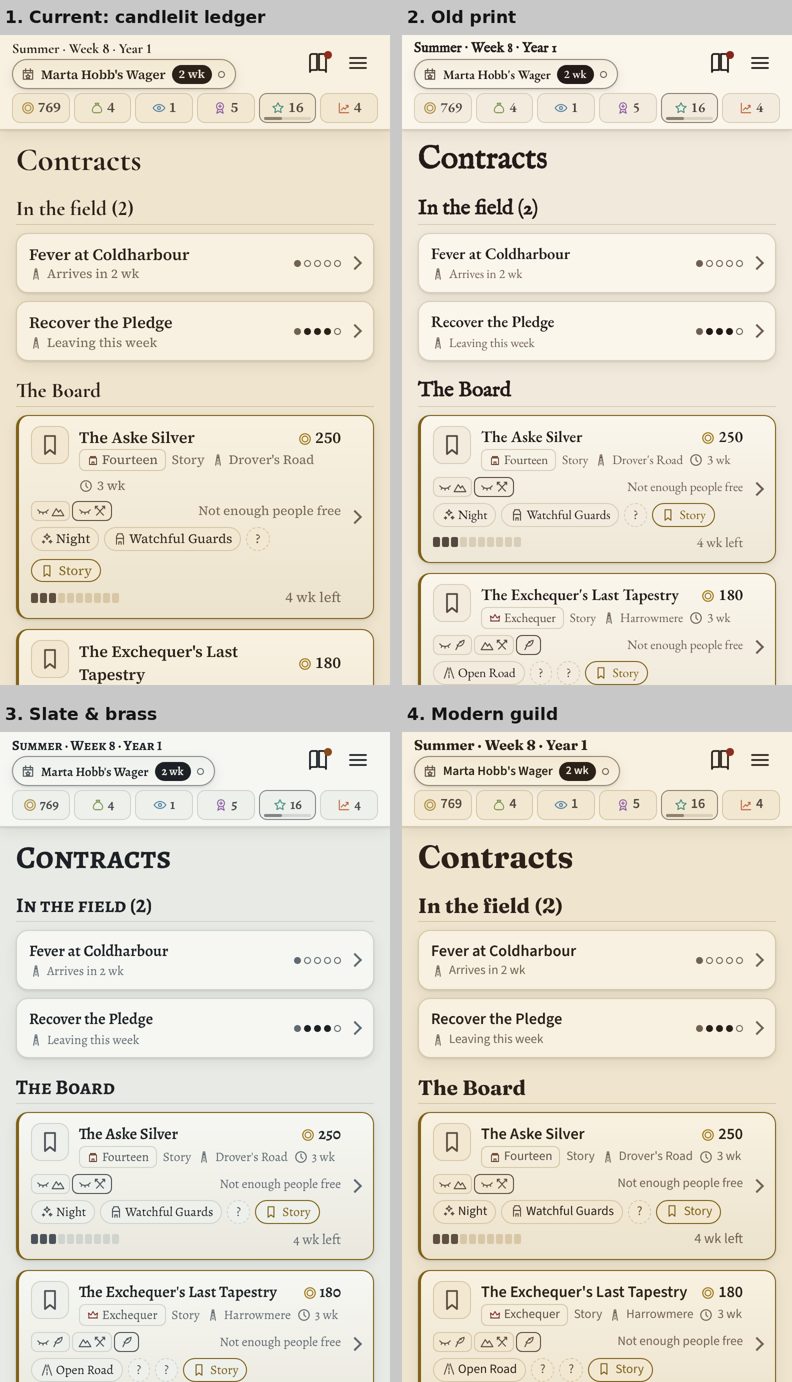 1. Current: candlelit ledger
Summer · Week 8 · Year 1
Marta Hobb's Wager 2 wk
769 4 1 5 16 4
Contracts
In the field (2)
Fever at Coldharbour
Arrives in 2 wk
Recover the Pledge
Leaving this week
The Board
The Aske Silver 250
Fourteen Story Drover's Road
3 wk
Not enough people free
Night Watchful Guards ?
Story
4 wk left
The Exchequer's Last
Tapestry 180
2. Old print
Summer · Week 8 · Year 1
Marta Hobb's Wager 2 wk
769 4 1 5 16 4
Contracts
In the field (2)
Fever at Coldharbour
Arrives in 2 wk
Recover the Pledge
Leaving this week
The Board
The Aske Silver 250
Fourteen Story Drover's Road 3 wk
Not enough people free
Night Watchful Guards ? Story
4 wk left
The Exchequer's Last Tapestry 180
Exchequer Story Harrowmere 3 wk
Not enough people free
Open Road ? ? Story
3. Slate & brass
Summer · Week 8 · Year 1
Marta Hobb's Wager 2 wk
769 4 1 5 16 4
Contracts
In the field (2)
Fever at Coldharbour
Arrives in 2 wk
Recover the Pledge
Leaving this week
The Board
The Aske Silver 250
Fourteen Story Drover's Road 3 wk
Not enough people free
Night Watchful Guards ? Story
4 wk left
The Exchequer's Last Tapestry 180
Exchequer Story Harrowmere 3 wk
Not enough people free
Open Road ? ? Story
4. Modern guild
Summer · Week 8 · Year 1
Marta Hobb's Wager 2 wk
769 4 1 5 16 4
Contracts
In the field (2)
Fever at Coldharbour
Arrives in 2 wk
Recover the Pledge
Leaving this week
The Board
The Aske Silver 250
Fourteen Story Drover's Road 3 wk
Not enough people free
Night Watchful Guards ? Story
4 wk left
The Exchequer's Last Tapestry 180
Exchequer Story Harrowmere 3 wk
Not enough people free
Open Road ? ? Story